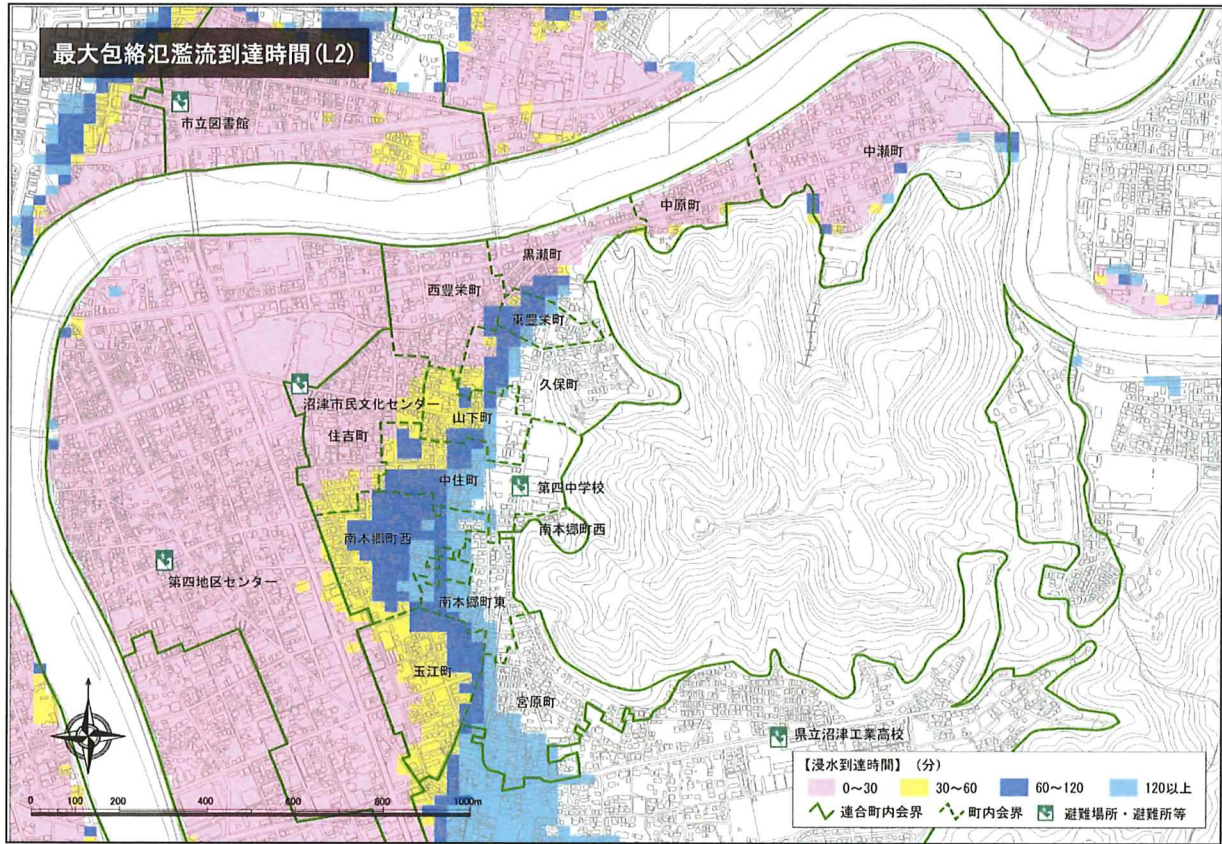 最大包絡氾濫流到達時間(L2)
市立図書館
中瀬町
中原町
黒瀬町
西豊栄町
東豊栄町
久保町
沼津市民文化センター
山下町
住吉町
中住町
第四中学校
南本郷町西
南本郷町西
第四地区センター
南本郷町東
玉江町
宮原町
県立沼津工業高校
【浸水到達時間】 (分)
0～30 30～60 60～120 120以上
連合町内会界 町内会界 避難場所・避難所等
0 100 200 400 600 800 1000m